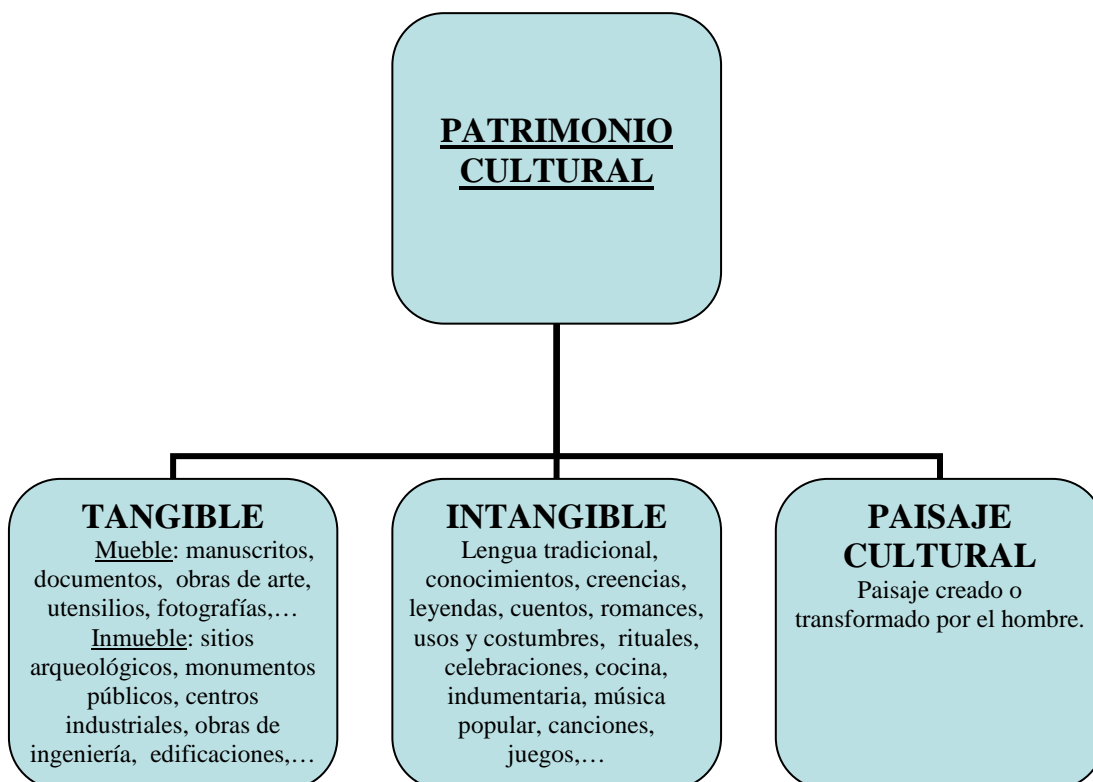 PATRIMONIO
CULTURAL
TANGIBLE
Mueble: manuscritos,
documentos, obras de arte,
utensilios, fotografías,…
Inmueble: sitios
arqueológicos, monumentos
públicos, centros
industriales, obras de
ingeniería, edificaciones,…
INTANGIBLE
Lengua tradicional,
conocimientos, creencias,
leyendas, cuentos, romances,
usos y costumbres, rituales,
celebraciones, cocina,
indumentaria, música
popular, canciones,
juegos,…
PAISAJE
CULTURAL
Paisaje creado o
transformado por el hombre.